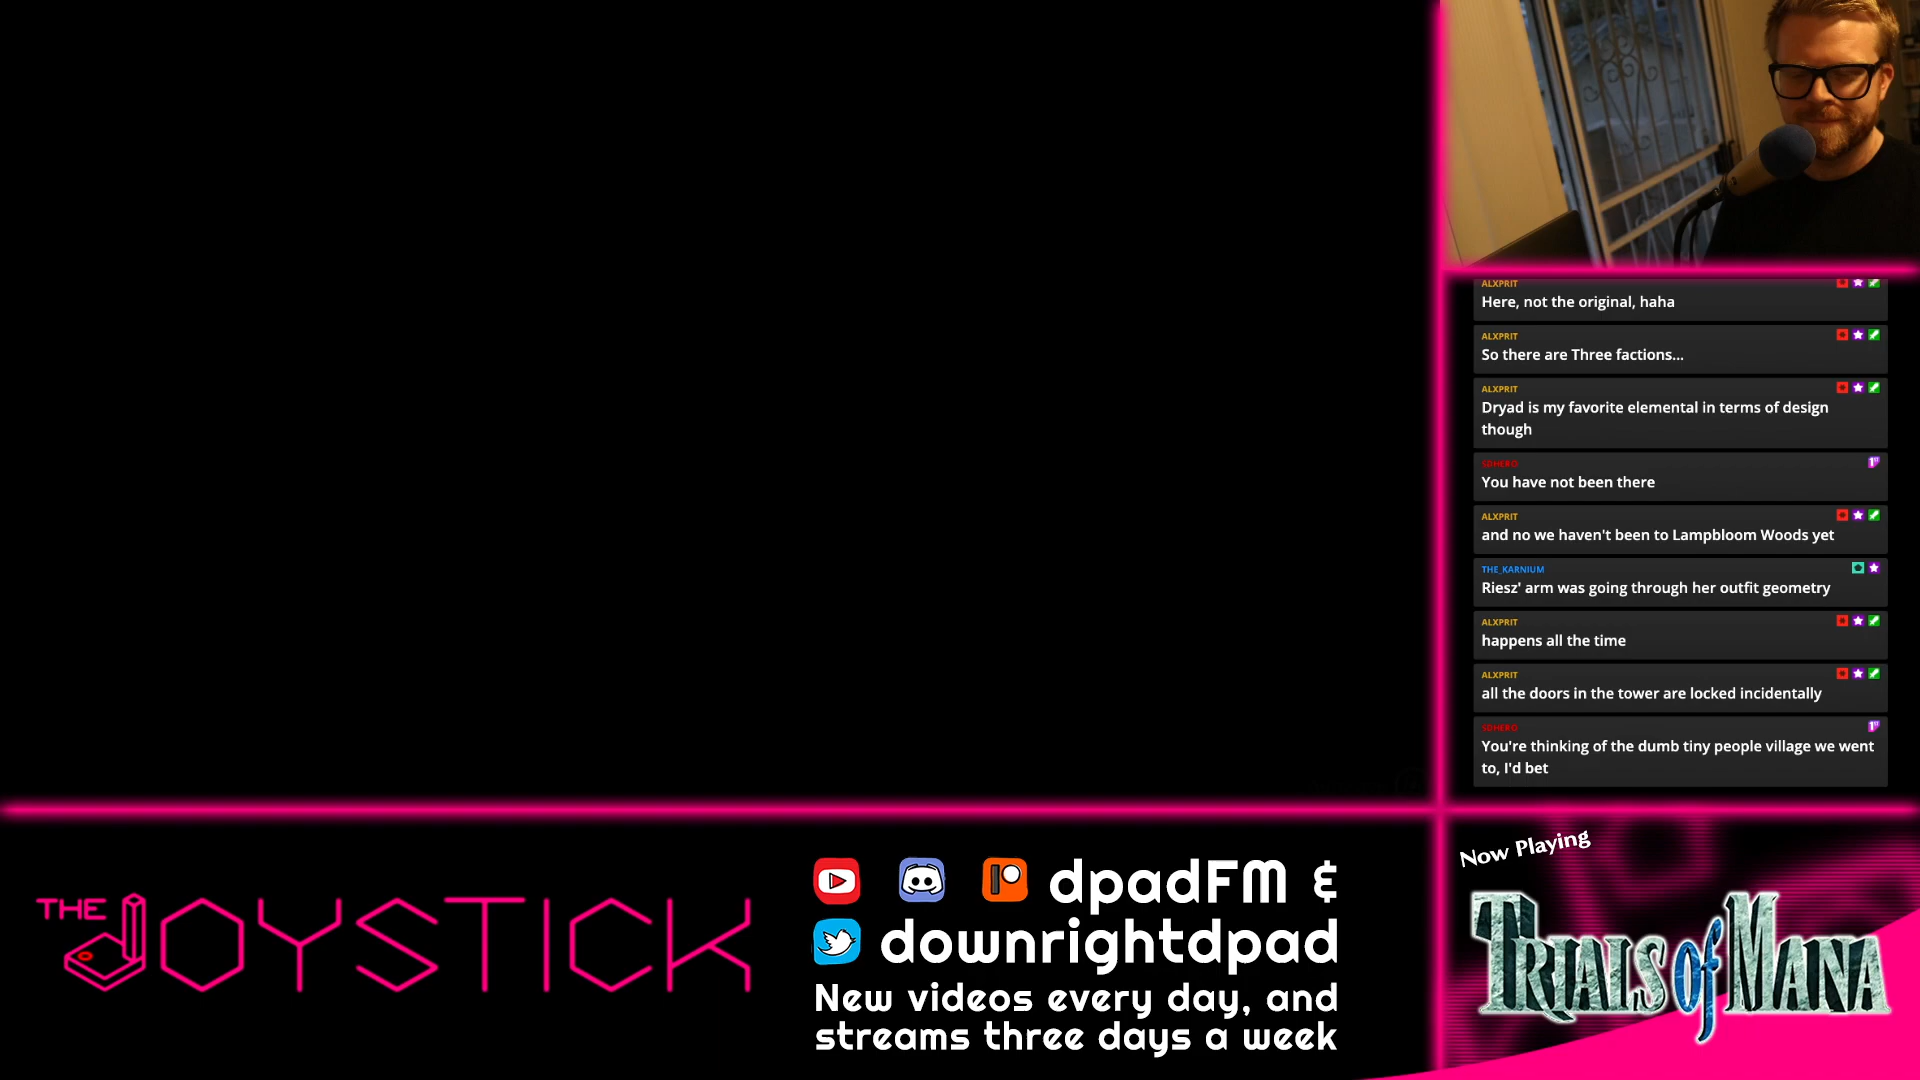 ALXPRIT
Here, not the original, haha
ALXPRIT
So there are Three factions...
ALXPRIT
Dryad is my favorite elemental in terms of design
though
SDHERO
You have not been there
ALXPRIT
and no we haven't been to Lampbloom Woods yet
THE_KARNIUM
Riesz' arm was going through her outfit geometry
ALXPRIT
happens all the time
ALXPRIT
all the doors in the tower are locked incidentally
SDHERO
You're thinking of the dumb tiny people village we went
to, I'd bet
THE JOYSTICK
dpadFM &
downrightdpad
New videos every day, and
streams three days a week
Now Playing
TRIALS of MANA